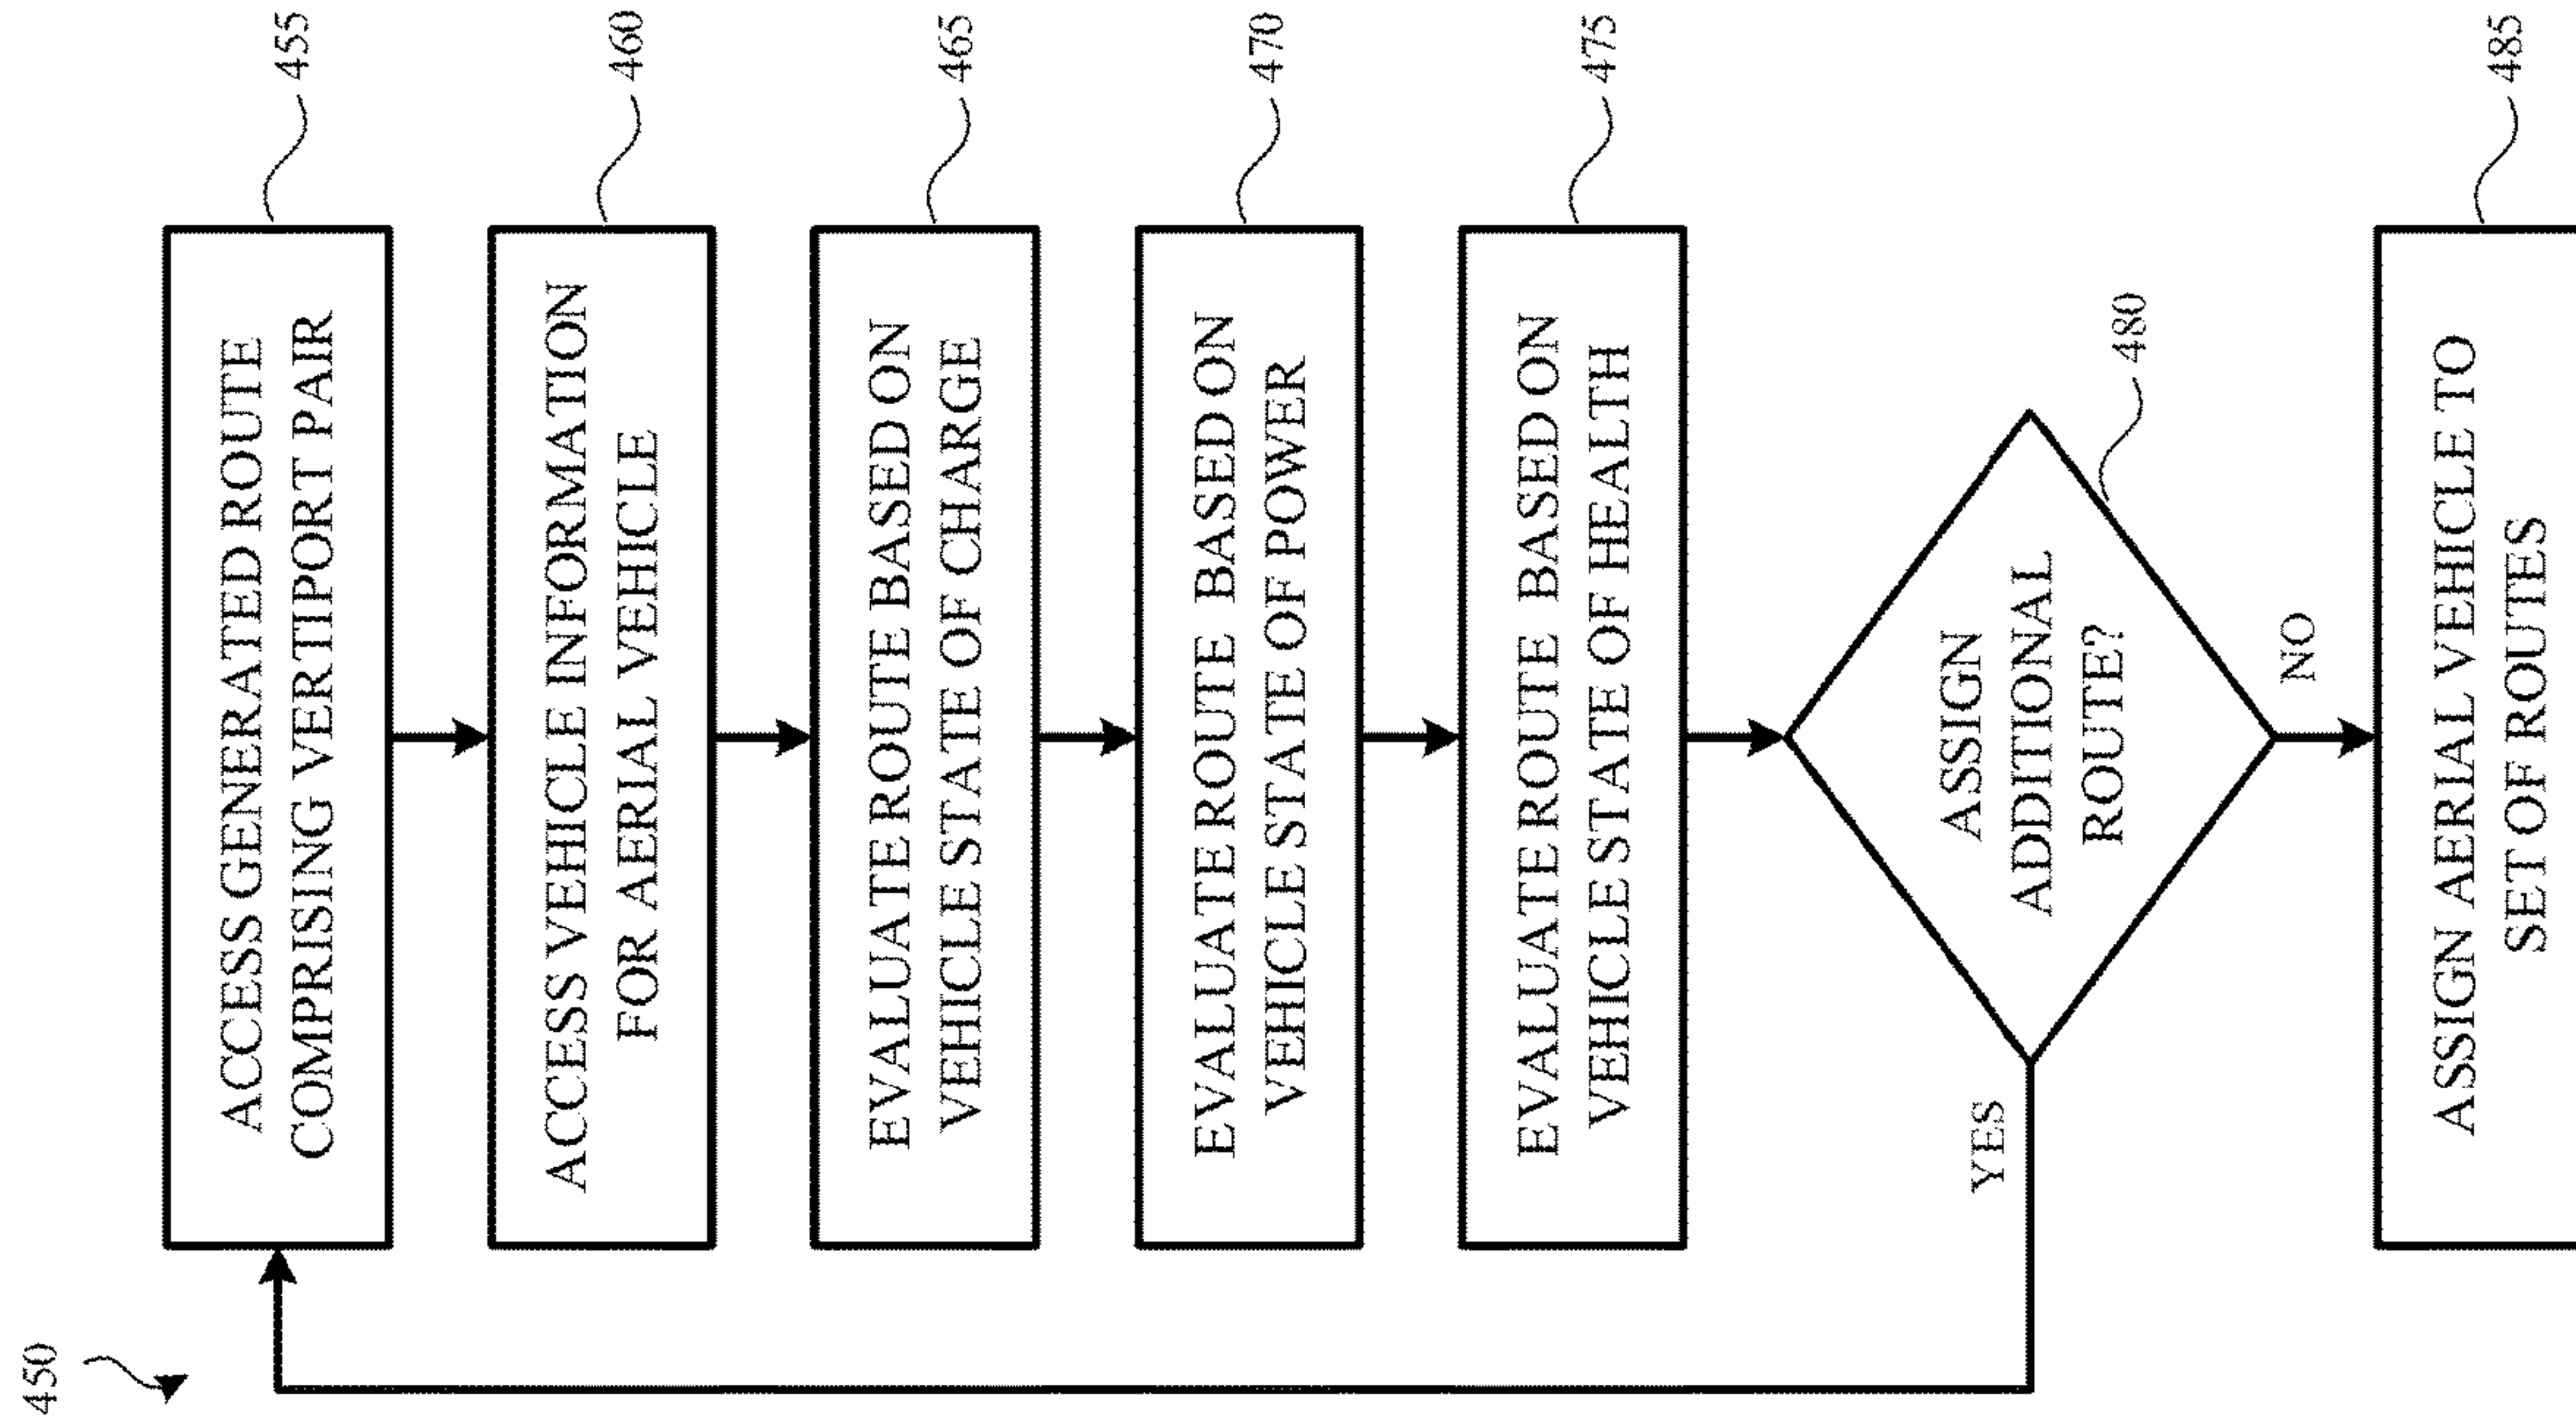 450
ACCESS GENERATED ROUTE
COMPRISING VERTIPORT PAIR
455
ACCESS VEHICLE INFORMATION
FOR AERIAL VEHICLE
460
EVALUATE ROUTE BASED ON
VEHICLE STATE OF CHARGE
465
EVALUATE ROUTE BASED ON
VEHICLE STATE OF POWER
470
EVALUATE ROUTE BASED ON
VEHICLE STATE OF HEALTH
475
YES
ASSIGN
ADDITIONAL
ROUTE?
480
NO
ASSIGN AERIAL VEHICLE TO
SET OF ROUTES
485